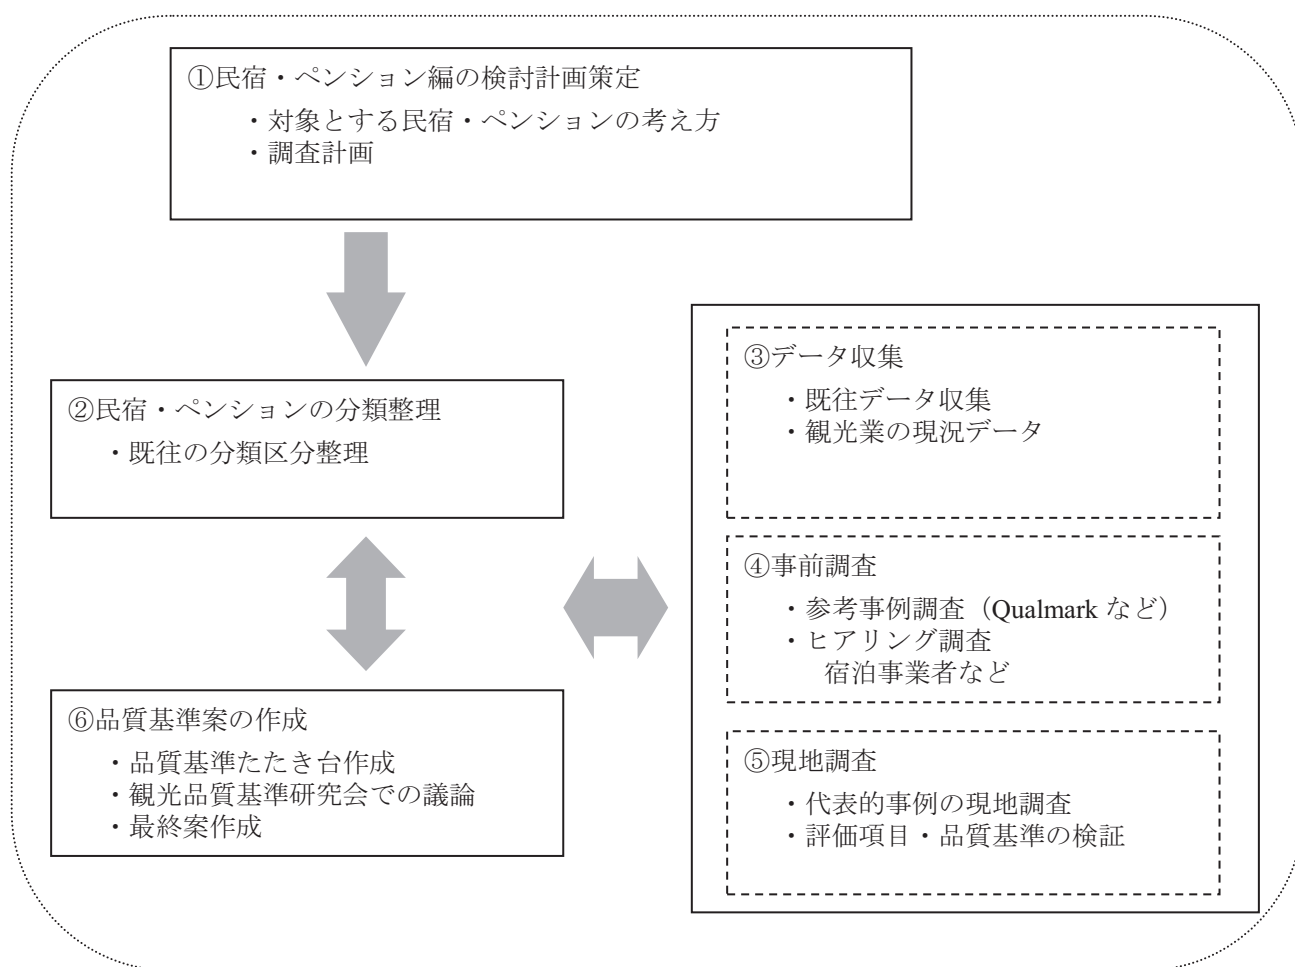 ①民宿・ペンション編の検討計画策定
・対象とする民宿・ペンションの考え方
・調査計画
②民宿・ペンションの分類整理
・既往の分類区分整理
③データ収集
・既往データ収集
・観光業の現況データ
④事前調査
・参考事例調査（Qualmark など）
・ヒアリング調査
宿泊事業者など
⑤現地調査
・代表的事例の現地調査
・評価項目・品質基準の検証
⑥品質基準案の作成
・品質基準たたき台作成
・観光品質基準研究会での議論
・最終案作成